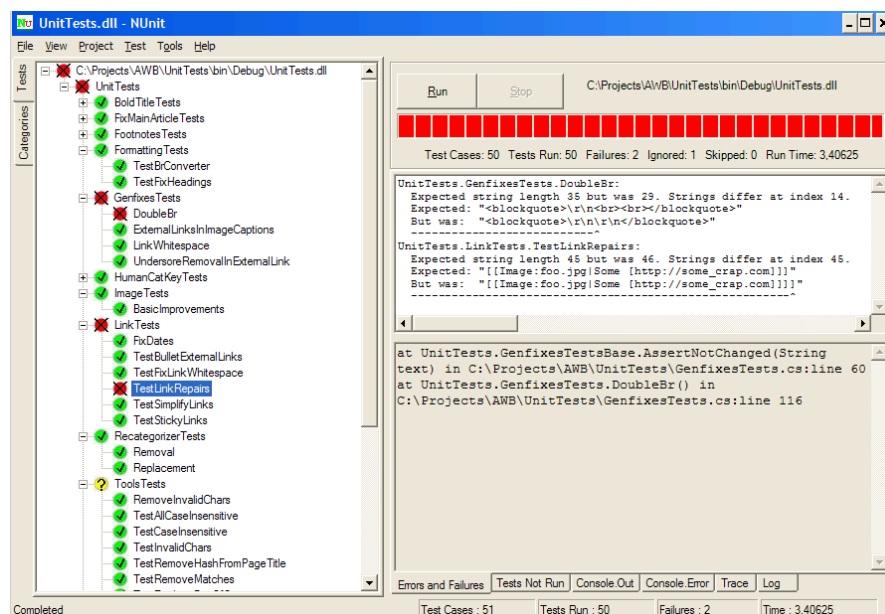 UnitTests.dll - NUnit
File View Project Test Tools Help
Tests
Categories
C:\Projects\AWB\UnitTests\bin\Debug\UnitTests.dll
UnitTests
BoldTitleTests
FixMainArticleTests
FootnotesTests
FormattingTests
TestBrConverter
TestFixHeadings
GenfixesTests
DoubleBr
ExternalLinksInImageCaptions
LinkWhitespace
UndersoreRemovalInExternalLink
HumanCatKeyTests
ImageTests
BasicImprovements
LinkTests
FixDates
TestBulletExternalLinks
TestFixLinkWhitespace
TestLinkRepairs
TestSimplifyLinks
TestStickyLinks
RecategorizerTests
Removal
Replacement
ToolsTests
RemoveInvalidChars
TestAllCaseInsensitive
TestCaseInsensitive
TestInvalidChars
TestRemoveHashFromPageTitle
TestRemoveMatches
Run Stop C:\Projects\AWB\UnitTests\bin\Debug\UnitTests.dll
Test Cases: 50 Tests Run: 50 Failures: 2 Ignored: 1 Skipped: 0 Run Time: 3,40625
UnitTests.GenfixesTests.DoubleBr:
Expected string length 35 but was 29. Strings differ at index 14.
Expected: "<blockquote>\r\n<br><br></blockquote>"
But was: "<blockquote>\r\n\r\n</blockquote>"
--------------------------^
UnitTests.LinkTests.TestLinkRepairs:
Expected string length 45 but was 46. Strings differ at index 45.
Expected: "[[Image:foo.jpg|Some [http://some_crap.com]]]"
But was: "[[Image:foo.jpg|Some [http://some_crap.com]]]]"
---------------------------------------------------------^
at UnitTests.GenfixesTestsBase.AssertNotChanged(String
text) in C:\Projects\AWB\UnitTests\GenfixesTests.cs:line 60
at UnitTests.GenfixesTests.DoubleBr() in
C:\Projects\AWB\UnitTests\GenfixesTests.cs:line 116
Errors and Failures Tests Not Run Console.Out Console.Error Trace Log
Completed Test Cases : 51 Tests Run : 50 Failures : 2 Time : 3,40625